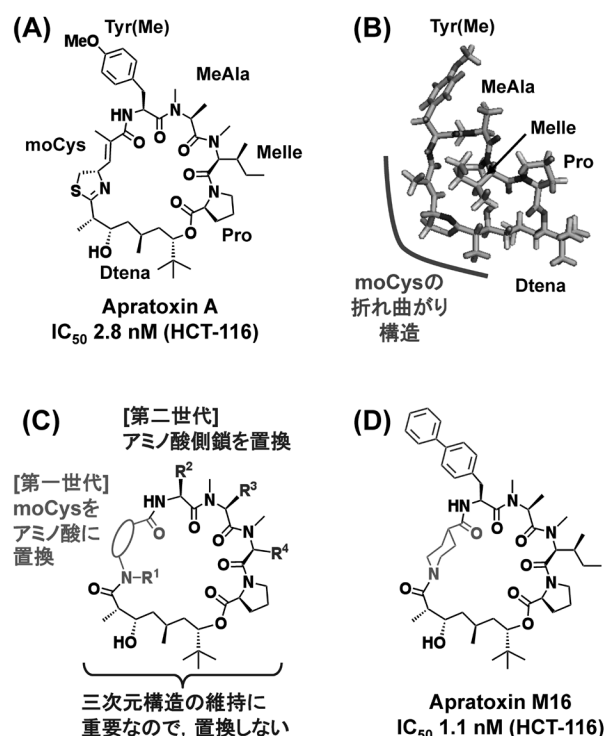 (A)
Tyr(Me)
MeO
MeAla
HN
N
O
O
N
moCys
O
MeIle
S
N
O
N
O
O
Pro
HO
Dtena
Apratoxin A
IC50 2.8 nM (HCT-116)
(B)
Tyr(Me)
MeAla
MeIle
Pro
moCysの
折れ曲がり
構造
Dtena
(C)
[第二世代]
アミノ酸側鎖を置換
[第一世代]
moCysを
アミノ酸に
置換
R2
HN
N
R3
O
O
O
N
R4
N-R1
O
N
O
O
O
HO
三次元構造の維持に
重要なので,置換しない
(D)
HN
N
O
O
O
N
N
O
N
O
O
O
HO
Apratoxin M16
IC50 1.1 nM (HCT-116)